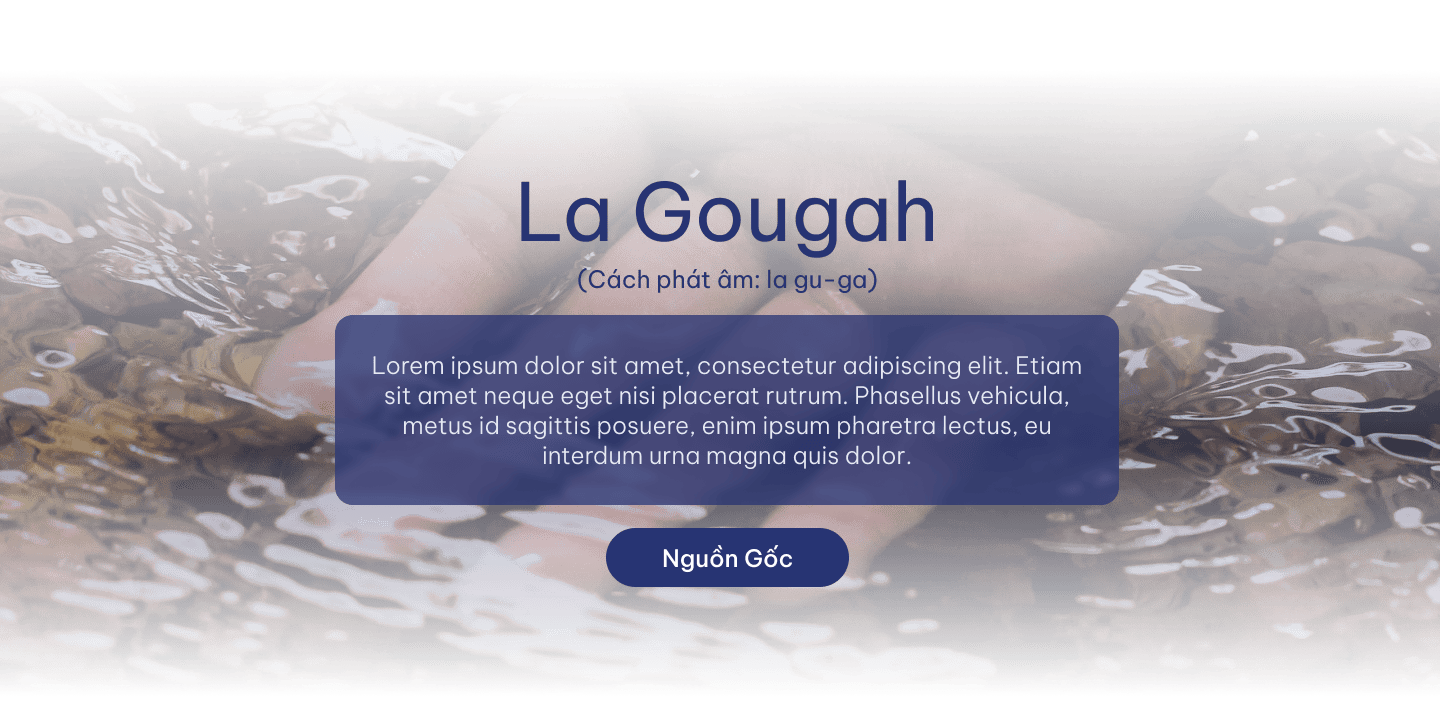 La Gougah
(Cách phát âm: la gu-ga)
Lorem ipsum dolor sit amet, consectetur adipiscing elit. Etiam
sit amet neque eget nisi placerat rutrum. Phasellus vehicula,
metus id sagittis posuere, enim ipsum pharetra lectus, eu
interdum urna magna quis dolor.
Nguồn Gốc